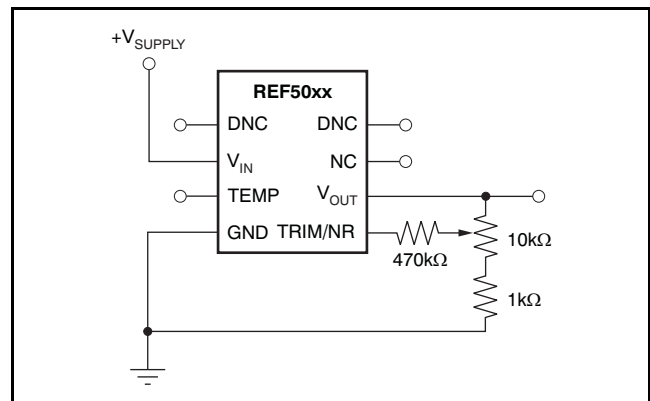 +VSUPPLY
REF50xx
DNC DNC
VIN NC
TEMP VOUT
GND TRIM/NR
470kΩ
10kΩ
1kΩ